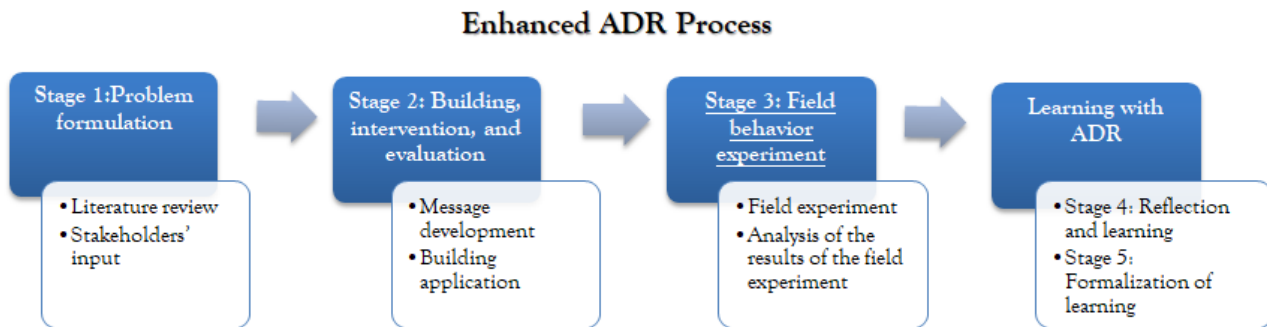 Enhanced ADR Process
Stage 1:Problem
formulation
• Literature review
• Stakeholders'
input
Stage 2: Building,
intervention, and
evaluation
• Message
development
• Building
application
Stage 3: Field
behavior
experiment
• Field experiment
• Analysis of the
results of the field
experiment
Learning with
ADR
• Stage 4: Reflection
and learning
• Stage 5:
Formalization of
learning